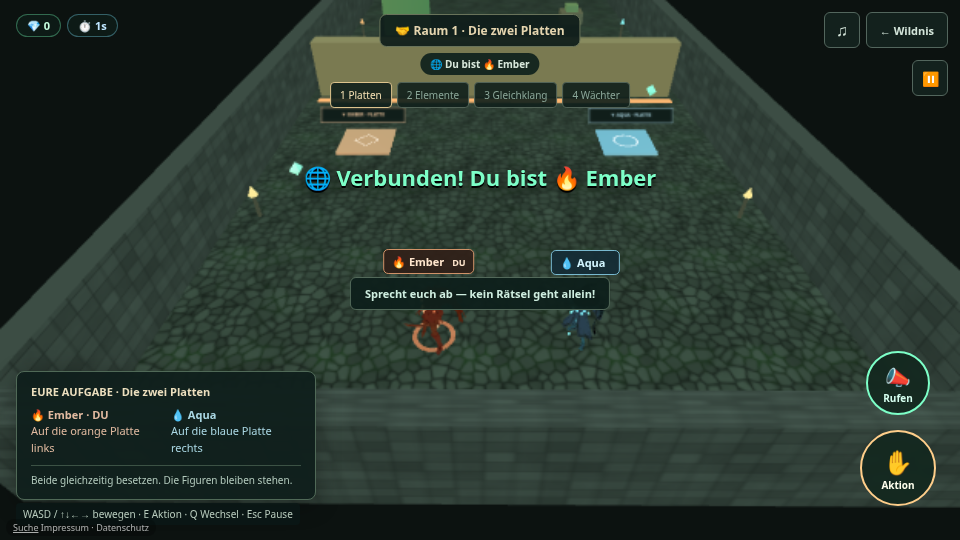 💎 0
⏱️ 1s
🤝 Raum 1 · Die zwei Platten
♫
← Wildnis
🌐 Du bist 🔥 Ember
⏸️
1 Platten
2 Elemente
3 Gleichklang
4 Wächter
🌐 Verbunden! Du bist 🔥 Ember
🔥 Ember DU
💧 Aqua
Sprecht euch ab — kein Rätsel geht allein!
EURE AUFGABE · Die zwei Platten
🔥 Ember · DU
Auf die orange Platte
links
💧 Aqua
Auf die blaue Platte
rechts
Beide gleichzeitig besetzen. Die Figuren bleiben stehen.
📣
Rufen
✋
Aktion
WASD / ↑↓←→ bewegen · E Aktion · Q Wechsel · Esc Pause
Suche Impressum · Datenschutz